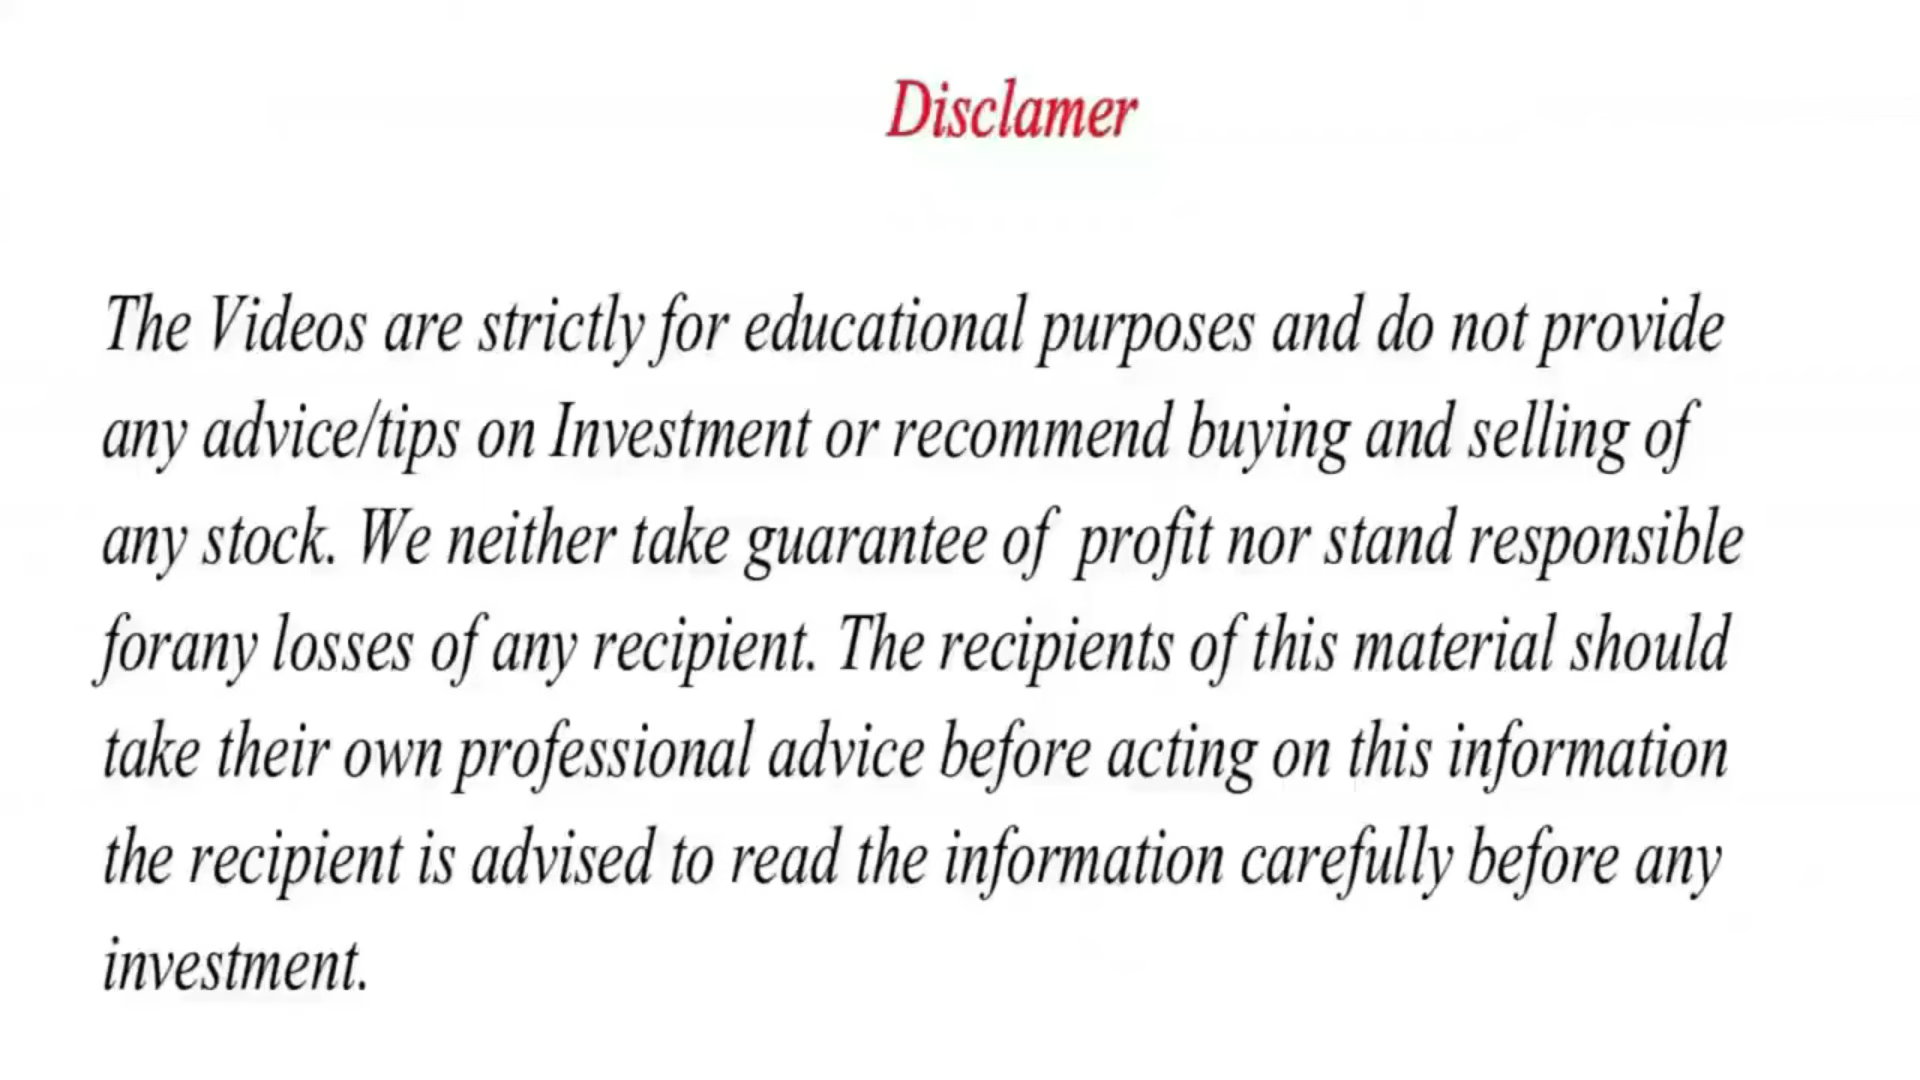 Disclamer
The Videos are strictly for educational purposes and do not provide
any advice/tips on Investment or recommend buying and selling of
any stock. We neither take guarantee of profit nor stand responsible
forany losses of any recipient. The recipients of this material should
take their own professional advice before acting on this information
the recipient is advised to read the information carefully before any
investment.